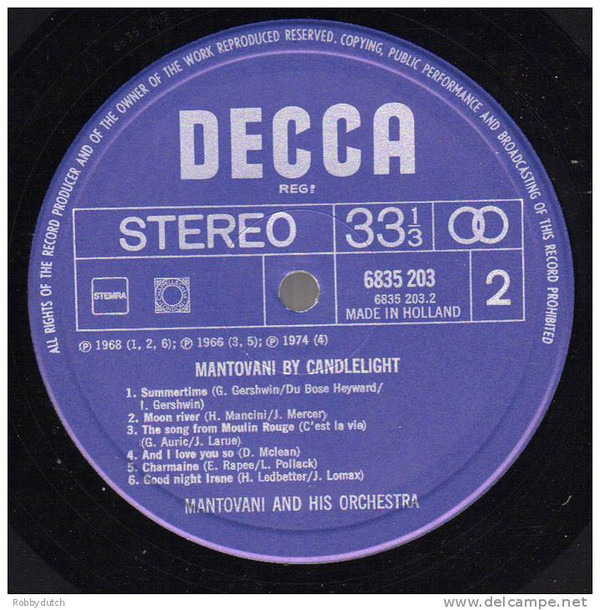 ALL RIGHTS OF THE RECORD PRODUCER AND OF THE OWNER OF THE WORK REPRODUCED RESERVED. COPYING, PUBLIC PERFORMANCE AND BROADCASTING OF THIS RECORD PROHIBITED
DECCA
REG?
STEREO
33 1/3
6835 203
6835 203.2
MADE IN HOLLAND
2
STEMRA
℗ 1968 (1, 2, 6); ℗ 1966 (3, 5); ℗ 1974 (4)
MANTOVANI BY CANDLELIGHT
1. Summertime (G. Gershwin/Du Bose Heyward/
I. Gershwin)
2. Moon river (H. Mancini/J. Mercer)
3. The song from Moulin Rouge (C'est la vie)
(G. Auric/J. Larue)
4. And I love you so (D. Mclean)
5. Charmaine (E. Rapee/L. Pollack)
6. Good night Irene (H. Ledbetter/J. Lomax)
MANTOVANI AND HIS ORCHESTRA
Robbydutch
delcampe.net